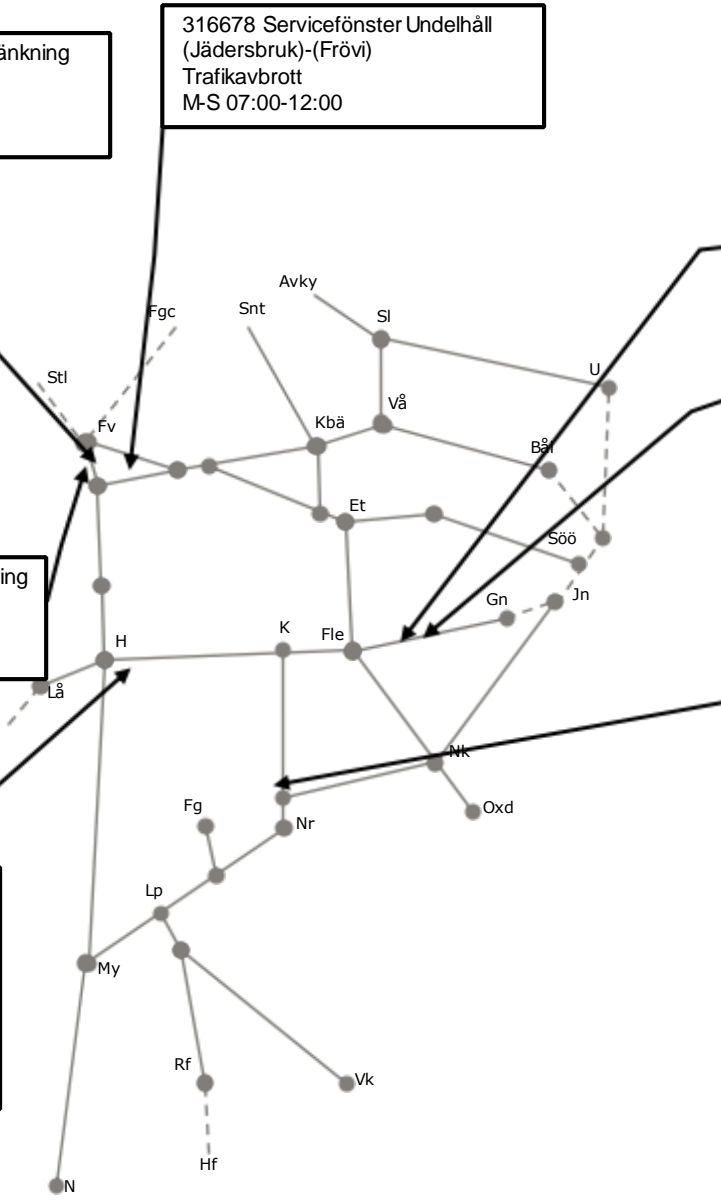 316678 Servicefönster Undelhåll
(Jädersbruk)-(Frövi)
Trafikavbrott
M-S 07:00-12:00
änkning
Avky
Fgc
Snt
Sl
Stl
U
Vå
Fv
Kbä
Bål
Et
Söö
ing
Gn
Jn
H
K
Fle
Lå
Nk
Fg
Oxd
Nr
Lp
My
Rf
Vk
Hf
N